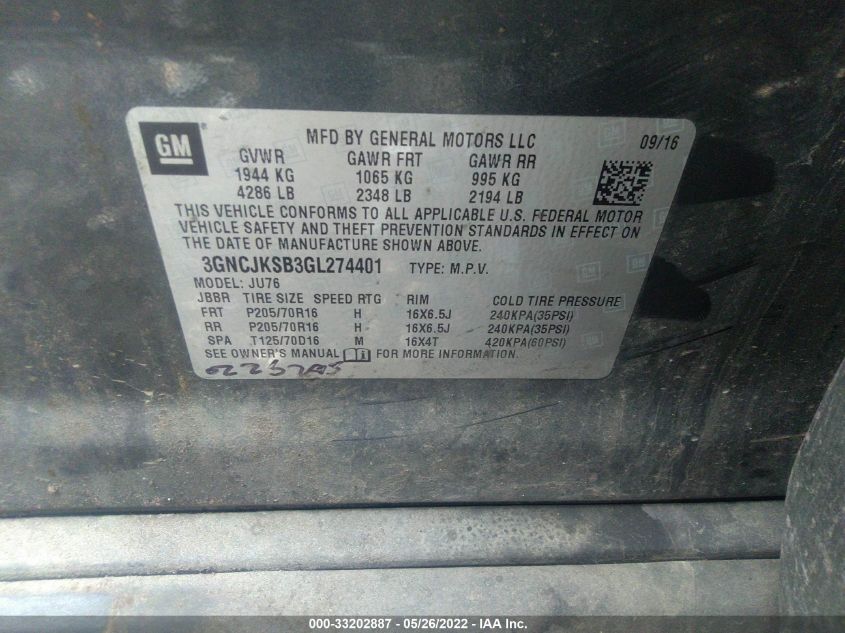 GM
MFD BY GENERAL MOTORS LLC 09/16
GVWR GAWR FRT GAWR RR
1944 KG 1065 KG 995 KG
4286 LB 2348 LB 2194 LB
THIS VEHICLE CONFORMS TO ALL APPLICABLE U.S. FEDERAL MOTOR
VEHICLE SAFETY AND THEFT PREVENTION STANDARDS IN EFFECT ON
THE DATE OF MANUFACTURE SHOWN ABOVE.
3GNCJKSB3GL274401 TYPE: M.P.V.
MODEL: JU76
JBBR TIRE SIZE SPEED RTG RIM COLD TIRE PRESSURE
FRT P205/70R16 H 16X6.5J 240KPA(35PSI)
RR P205/70R16 H 16X6.5J 240KPA(35PSI)
SPA T125/70D16 M 16X4T 420KPA(60PSI)
SEE OWNER'S MANUAL FOR MORE INFORMATION.
000-33202887 - 05/26/2022 - IAA Inc.